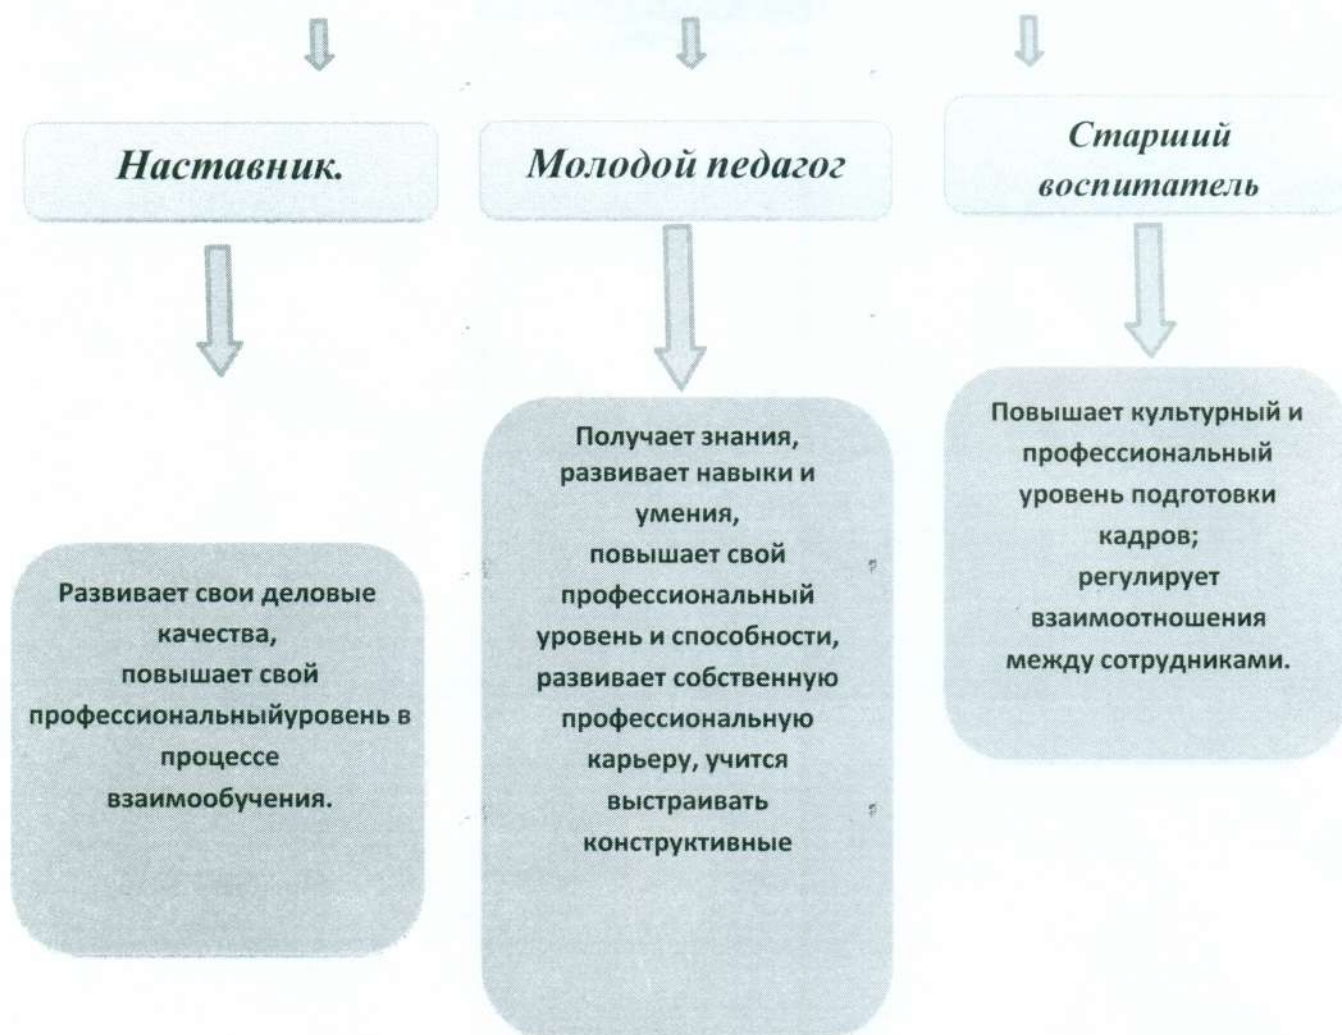 Наставник.
Развивает свои деловые
качества,
повышает свой
профессиональныйуровень в
процессе
взаимообучения.
Молодой педагог
Получает знания,
развивает навыки и
умения,
повышает свой
профессиональный
уровень и способности,
развивает собственную
профессиональную
карьеру, учится
выстраивать
конструктивные
Старший
воспитатель
Повышает культурный и
профессиональный
уровень подготовки
кадров;
регулирует
взаимоотношения
между сотрудниками.